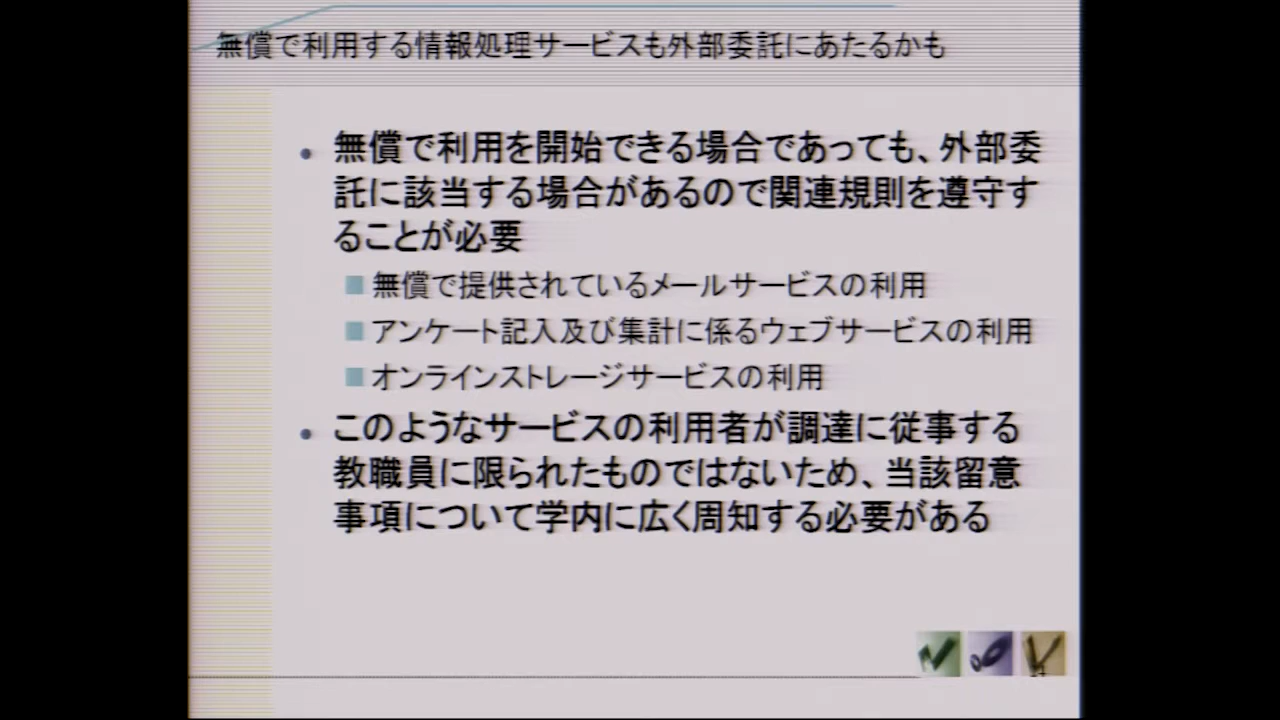 無償で利用する情報処理サービスも外部委託にあたるかも
無償で利用を開始できる場合であっても、外部委
託に該当する場合があるので関連規則を遵守す
ることが必要
無償で提供されているメールサービスの利用
アンケート記入及び集計に係るウェブサービスの利用
オンラインストレージサービスの利用
このようなサービスの利用者が調達に従事する
教職員に限られたものではないため、当該留意
事項について学内に広く周知する必要がある